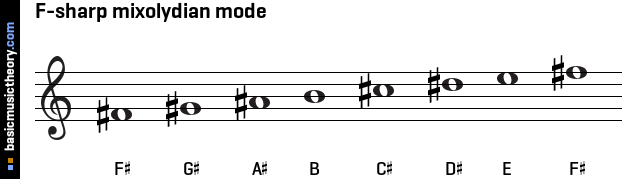 F-sharp mixolydian mode
basicmusictheory.com
F♯ G♯ A♯ B C♯ D♯ E F♯